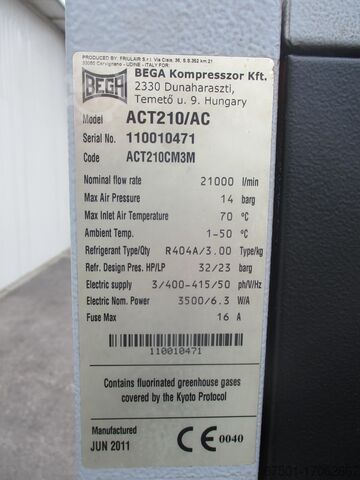 PRODUCED BY: FRIULAIR S.r.l. Via Cisis, 36, S.S.352 km.21
33050 Cervignano - UDINE - ITALY FOR:
BEGA
BEGA Kompresszor Kft.
2330 Dunaharaszti,
Temető u. 9. Hungary
Model ACT210/AC
Serial No. 110010471
Code ACT210CM3M
Nominal flow rate 21000 l/min
Max Air Pressure 14 barg
Max Inlet Air Temperature 70 °C
Ambient Temp. 1-50 °C
Refrigerant Type/Qty R404A/3.00 Type/kg
Refr. Design Pres. HP/LP 32/23 barg
Electric supply 3/400-415/50 ph/V/Hz
Electric Nom. Power 3500/6.3 W/A
Fuse Max 16 A
110010471
Contains fluorinated greenhouse gases
covered by the Kyoto Protocol
Manufactured
JUN 2011
CE 0040